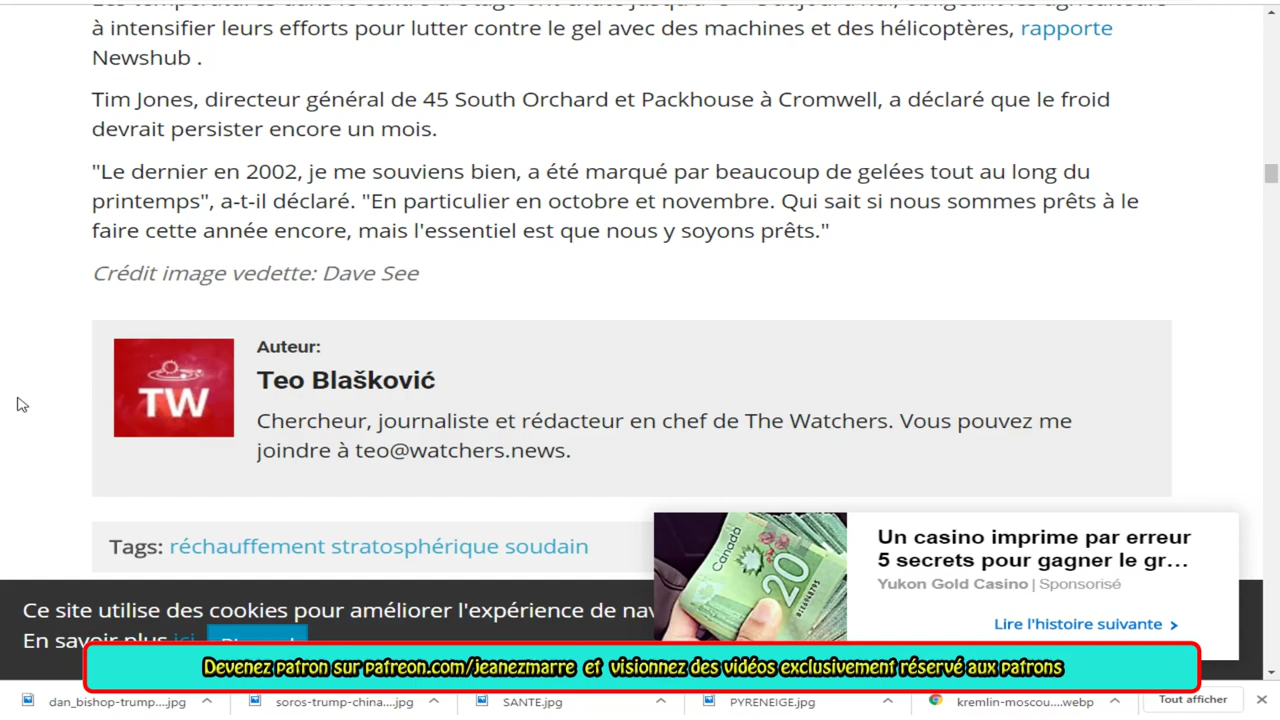 à intensifier leurs efforts pour lutter contre le gel avec des machines et des hélicoptères, rapporte
Newshub .
Tim Jones, directeur général de 45 South Orchard et Packhouse à Cromwell, a déclaré que le froid
devrait persister encore un mois.
"Le dernier en 2002, je me souviens bien, a été marqué par beaucoup de gelées tout au long du
printemps", a-t-il déclaré. "En particulier en octobre et novembre. Qui sait si nous sommes prêts à le
faire cette année encore, mais l'essentiel est que nous y soyons prêts."
Crédit image vedette: Dave See
TW
Auteur:
Teo Blašković
Chercheur, journaliste et rédacteur en chef de The Watchers. Vous pouvez me
joindre à teo@watchers.news.
Tags: réchauffement stratosphérique soudain
Canada
20
Un casino imprime par erreur
5 secrets pour gagner le gr...
Yukon Gold Casino | Sponsorisé
Lire l'histoire suivante >
Ce site utilise des cookies pour améliorer l'expérience de nav
En savoir plus ici
Devenez patron sur patreon.com/jeanezmarre et visionnez des vidéos exclusivement réservé aux patrons
dan_bishop-trump....jpg
soros-trump-china....jpg
SANTE.jpg
PYRENEIGE.jpg
kremlin-moscou....webp
Tout afficher